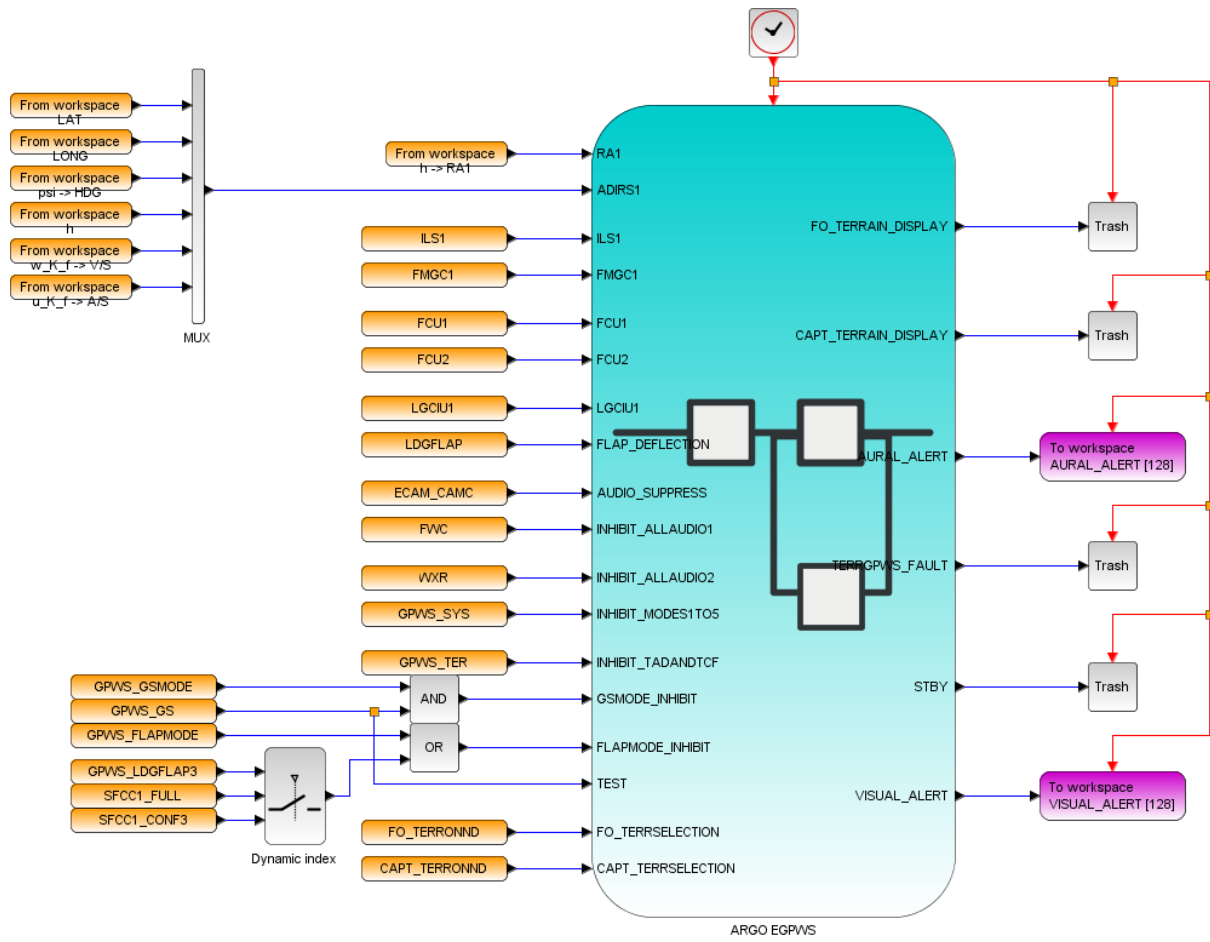 From workspace
LAT
From workspace
LONG
From workspace
psi -> HDG
From workspace
h
From workspace
w_K_f -> V/S
From workspace
u_K_f -> A/S
MUX
From workspace
h -> RA1
ILS1
FMGC1
FCU1
FCU2
LGCIU1
LDGFLAP
ECAM_CAMC
FWC
WXR
GPWS_SYS
GPWS_TER
GPWS_GSMODE
GPWS_GS
GPWS_FLAPMODE
GPWS_LDGFLAP3
SFCC1_FULL
SFCC1_CONF3
Dynamic index
AND
OR
FO_TERRONND
CAPT_TERRONND
RA1
ADIRS1
ILS1
FMGC1
FCU1
FCU2
LGCIU1
FLAP_DEFLECTION
AUDIO_SUPPRESS
INHIBIT_ALLAUDIO1
INHIBIT_ALLAUDIO2
INHIBIT_MODES1TO5
INHIBIT_TADANDTCF
GSMODE_INHIBIT
FLAPMODE_INHIBIT
TEST
FO_TERRSELECTION
CAPT_TERRSELECTION
FO_TERRAIN_DISPLAY
CAPT_TERRAIN_DISPLAY
AURAL_ALERT
TERRGPWS_FAULT
STBY
VISUAL_ALERT
ARGO EGPWS
Trash
Trash
To workspace
AURAL_ALERT [128]
Trash
Trash
To workspace
VISUAL_ALERT [128]